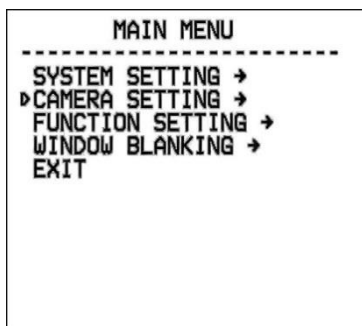 MAIN MENU
SYSTEM SETTING →
▷CAMERA SETTING →
FUNCTION SETTING →
WINDOW BLANKING →
EXIT